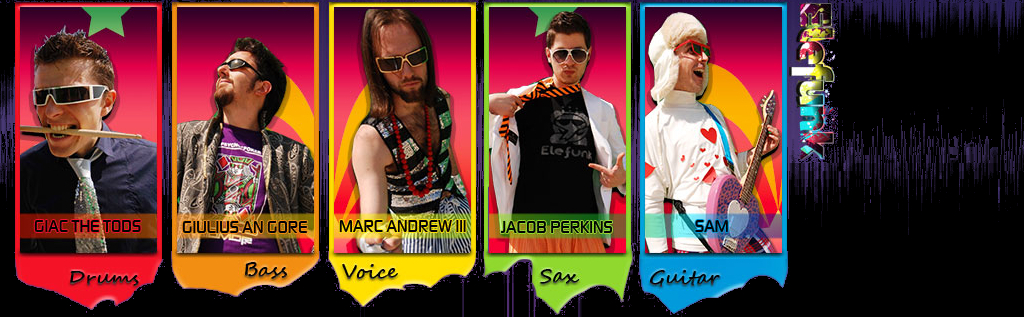 GIAC THE TODS
Drums
GIULIUS AN GORE
Bass
MARC ANDREW III
Voice
Elefunk
JACOB PERKINS
Sax
SAM
Guitar
Elefunk